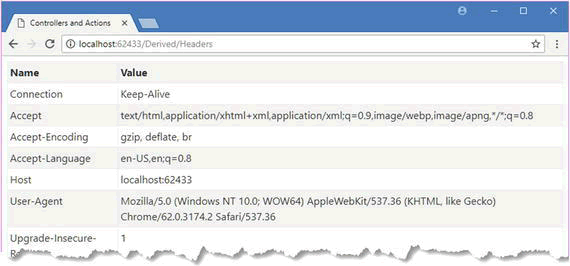 Controllers and Actions
localhost:62433/Derived/Headers
Name Value
Connection Keep-Alive
Accept text/html,application/xhtml+xml,application/xml;q=0.9,image/webp,image/apng,*/*;q=0.8
Accept-Encoding gzip, deflate, br
Accept-Language en-US,en;q=0.8
Host localhost:62433
User-Agent Mozilla/5.0 (Windows NT 10.0; WOW64) AppleWebKit/537.36 (KHTML, like Gecko)
Chrome/62.0.3174.2 Safari/537.36
Upgrade-Insecure- 1